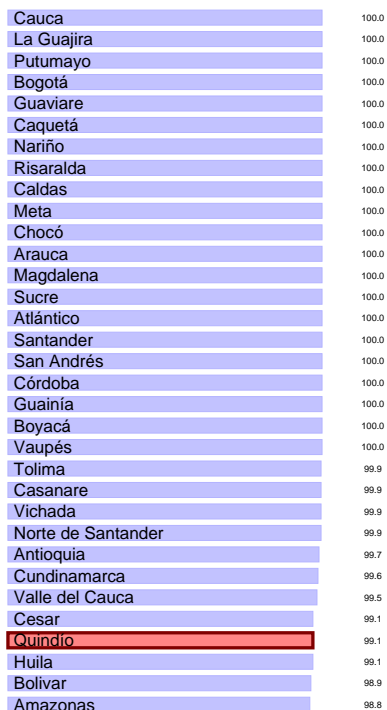 Cauca 100.0
La Guajira 100.0
Putumayo 100.0
Bogotá 100.0
Guaviare 100.0
Caquetá 100.0
Nariño 100.0
Risaralda 100.0
Caldas 100.0
Meta 100.0
Chocó 100.0
Arauca 100.0
Magdalena 100.0
Sucre 100.0
Atlántico 100.0
Santander 100.0
San Andrés 100.0
Córdoba 100.0
Guainía 100.0
Boyacá 100.0
Vaupés 100.0
Tolima 99.9
Casanare 99.9
Vichada 99.9
Norte de Santander 99.9
Antioquia 99.7
Cundinamarca 99.6
Valle del Cauca 99.5
Cesar 99.1
Quindío 99.1
Huila 99.1
Bolivar 98.9
Amazonas 98.8